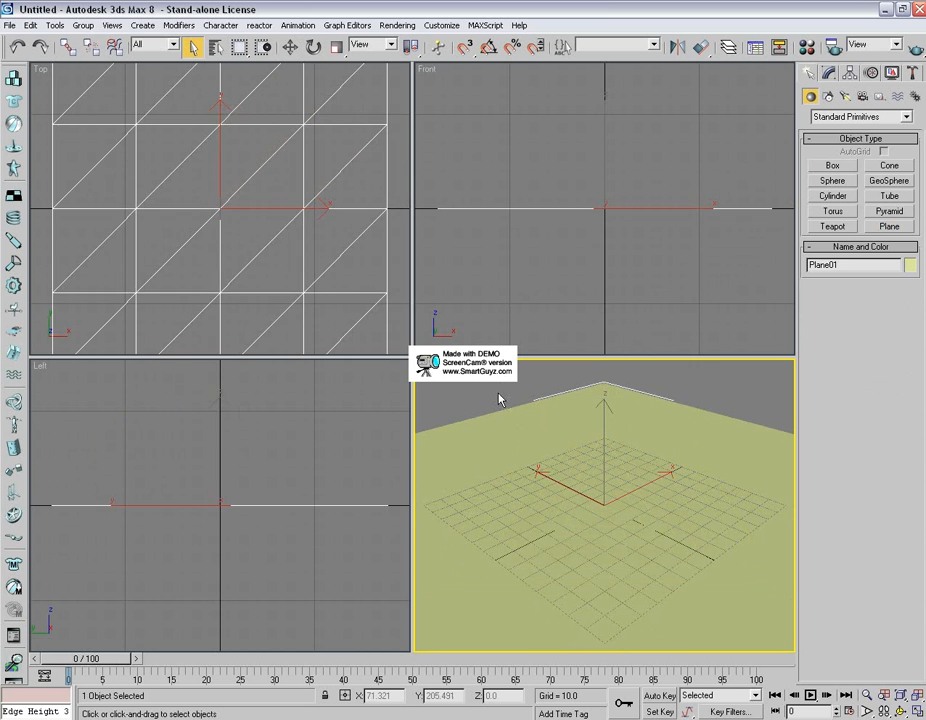 Untitled - Autodesk 3ds Max 8 - Stand-alone License
File Edit Tools Group Views Create Modifiers Character reactor Animation Graph Editors Rendering Customize MAXScript Help
All
View
View
Top
Front
Left
Standard Primitives
Object Type
AutoGrid
Box Cone
Sphere GeoSphere
Cylinder Tube
Torus Pyramid
Teapot Plane
Name and Color
Plane01
Made with DEMO
ScreenCam® version
www.SmartGuyz.com
0 / 100
0 5 10 15 20 25 30 35 40 45 50 55 60 65 70 75 80 85 90 95 100
1 Object Selected X: 71.321 Y: 205.491 Z: 0.0 Grid = 10.0 Auto Key Selected
Edge Height 3 Click or click-and-drag to select objects Add Time Tag Set Key Key Filters... 0